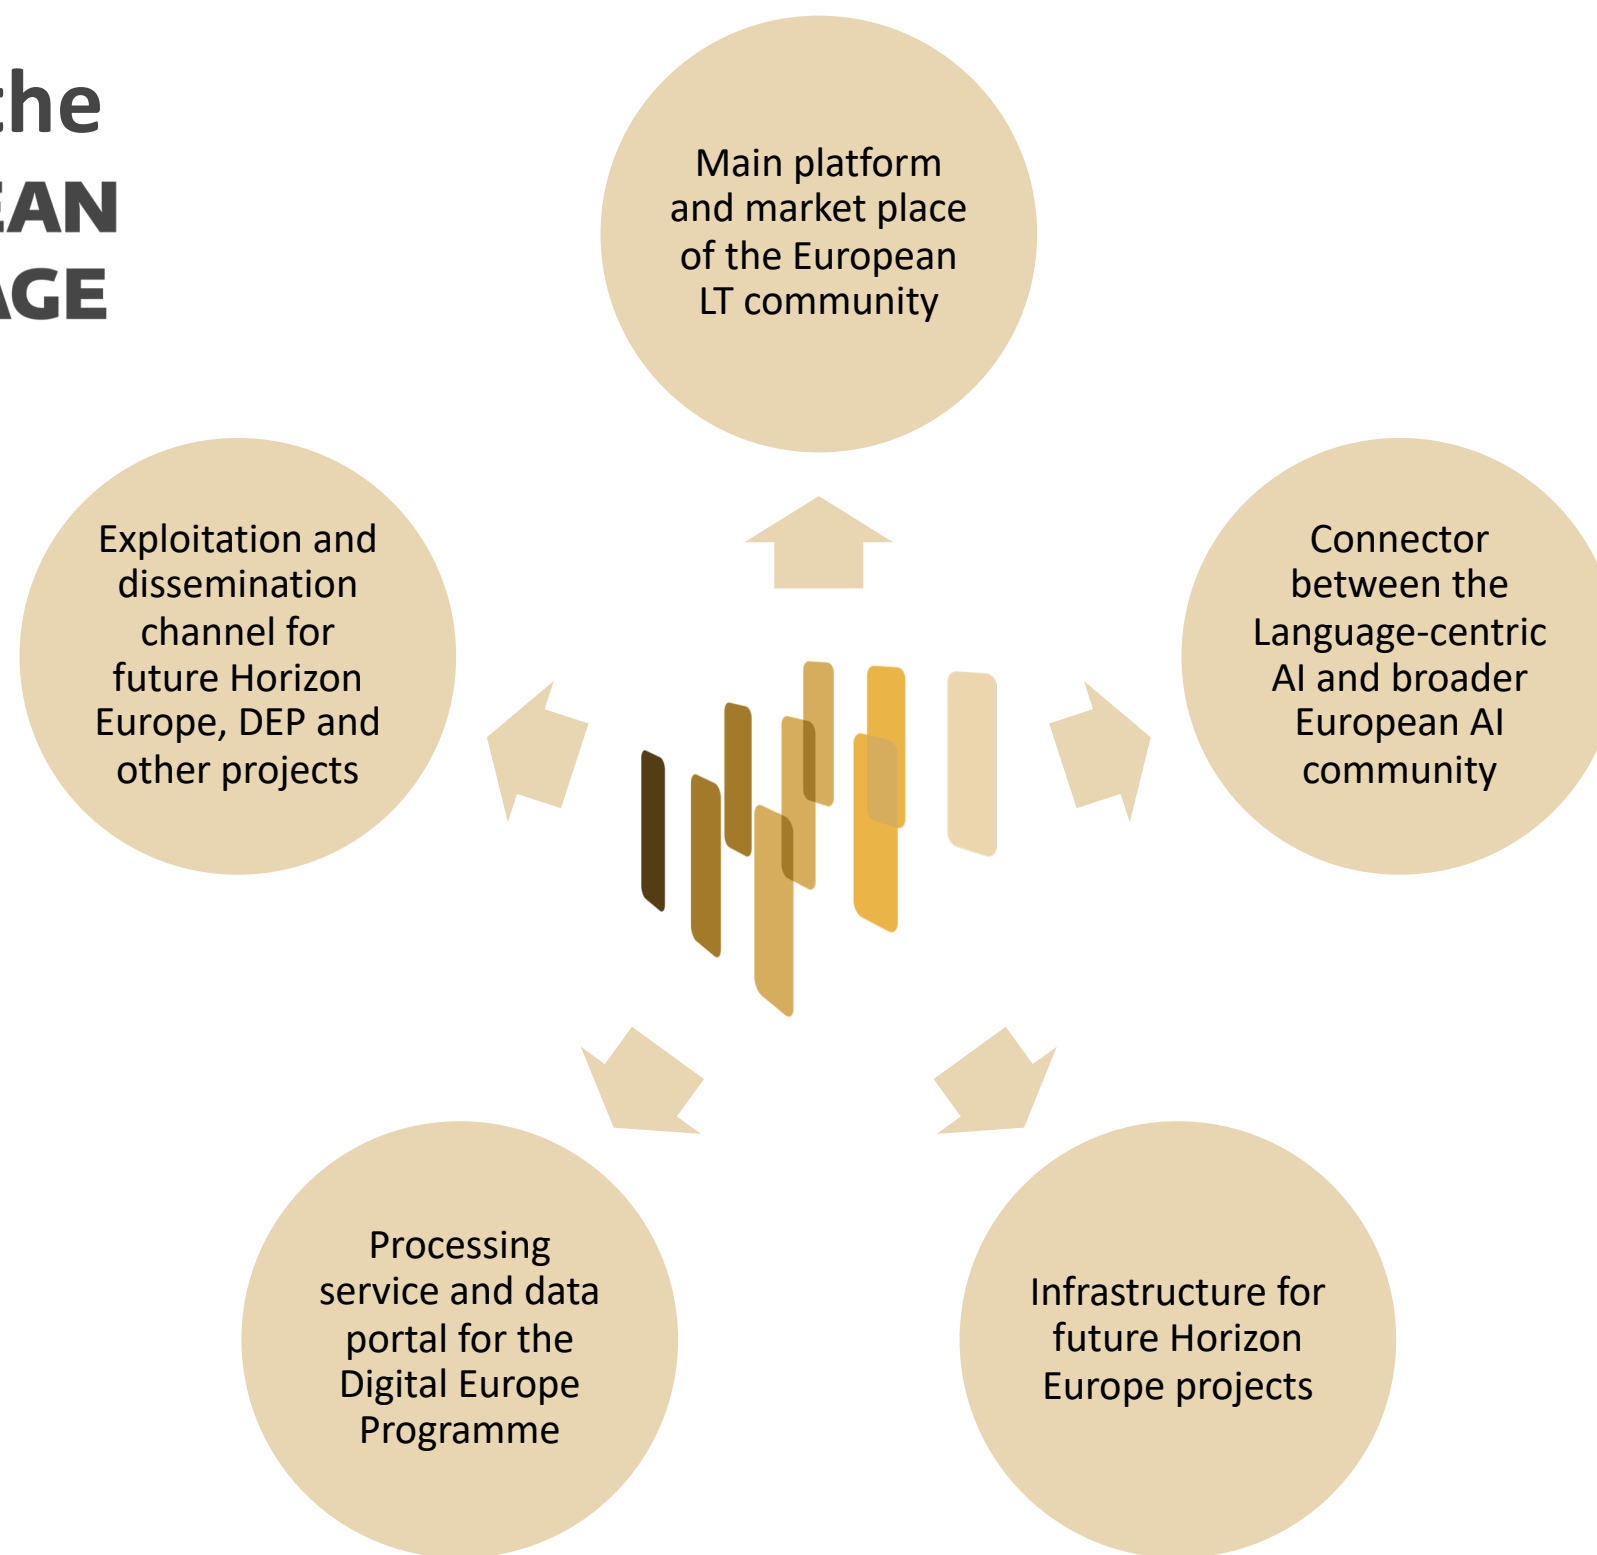 the
EAN
AGE
Main platform
and market place
of the European
LT community
Exploitation and
dissemination
channel for
future Horizon
Europe, DEP and
other projects
Connector
between the
Language-centric
AI and broader
European AI
community
Processing
service and data
portal for the
Digital Europe
Programme
Infrastructure for
future Horizon
Europe projects